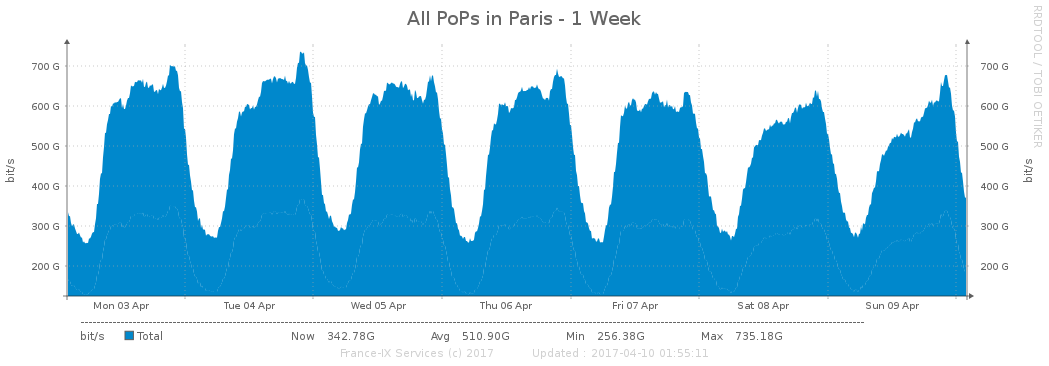 All PoPs in Paris - 1 Week
RRDTOOL / TOBI OETIKER
bit/s
700 G
600 G
500 G
400 G
300 G
200 G
700 G
600 G
500 G
400 G
300 G
200 G
bit/s
Mon 03 Apr Tue 04 Apr Wed 05 Apr Thu 06 Apr Fri 07 Apr Sat 08 Apr Sun 09 Apr
bit/s Total Now 342.78G Avg 510.90G Min 256.38G Max 735.18G
France-IX Services (c) 2017 Updated : 2017-04-10 01:55:11